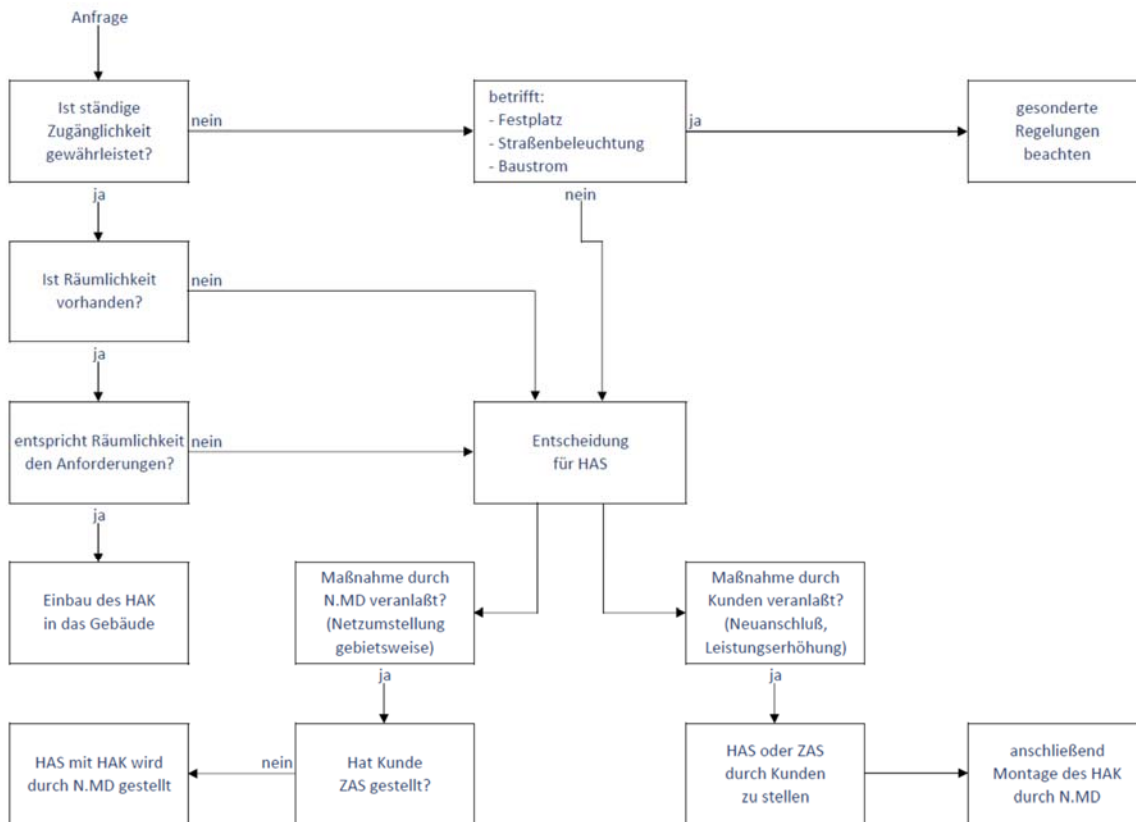 Anfrage
Ist ständige
Zugänglichkeit
gewährleistet?
nein
betrifft:
- Festplatz
- Straßenbeleuchtung
- Baustrom
ja
gesonderte
Regelungen
beachten
ja
nein
Ist Räumlichkeit
vorhanden?
nein
ja
entspricht Räumlichkeit
den Anforderungen?
nein
Entscheidung
für HAS
ja
Einbau des HAK
in das Gebäude
Maßnahme durch
N.MD veranlaßt?
(Netzumstellung
gebietsweise)
Maßnahme durch
Kunden veranlaßt?
(Neuanschluß,
Leistungserhöhung)
ja
ja
HAS mit HAK wird
durch N.MD gestellt
nein
Hat Kunde
ZAS gestellt?
HAS oder ZAS
durch Kunden
zu stellen
anschließend
Montage des HAK
durch N.MD